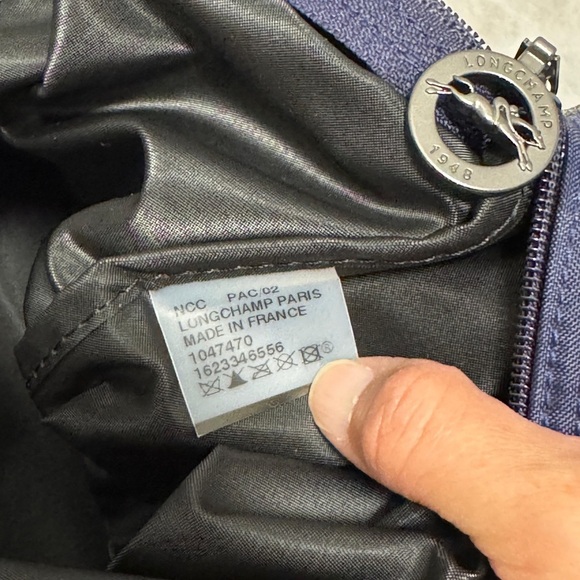 LONGCHAMP
1948
NCC PAC/02
LONGCHAMP PARIS
MADE IN FRANCE
1047470
1623346556